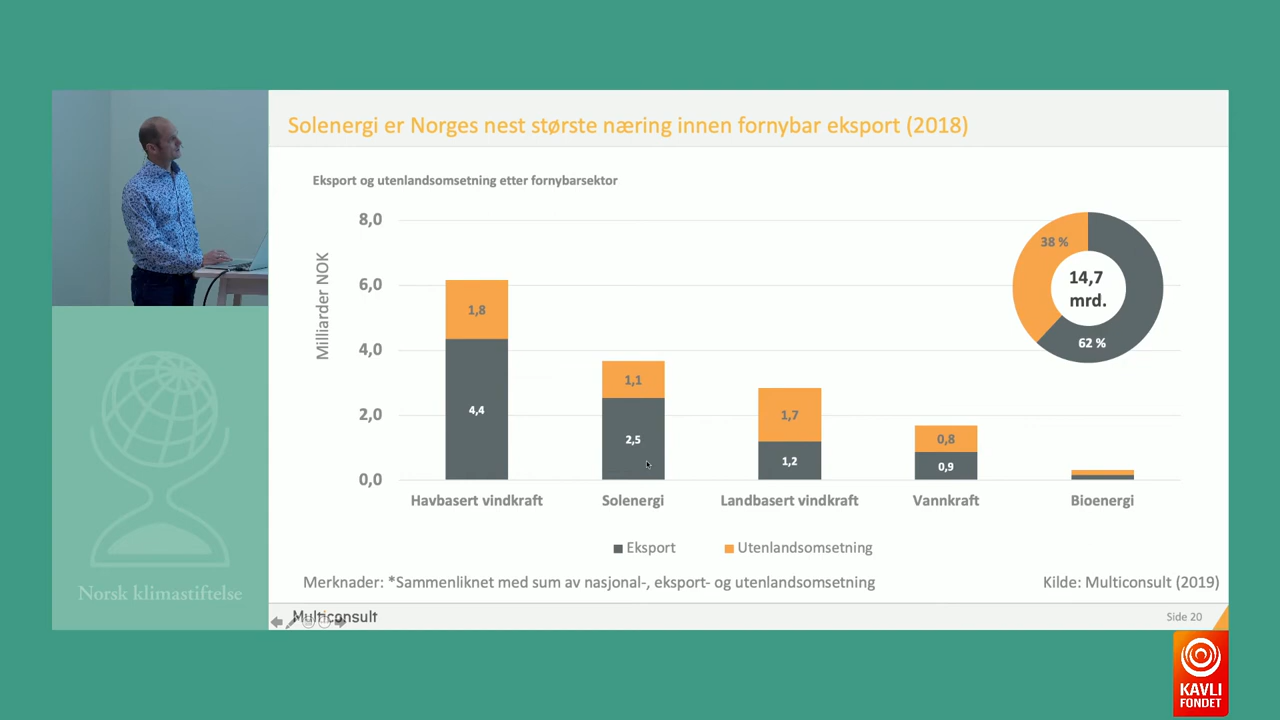 Solenergi er Norges nest største næring innen fornybar eksport (2018)
Eksport og utenlandsomsetning etter fornybarsektor
Milliarder NOK
8,0
6,0
4,0
2,0
0,0
1,8
4,4
1,1
2,5
1,7
1,2
0,8
0,9
38 %
14,7
mrd.
62 %
Havbasert vindkraft
Solenergi
Landbasert vindkraft
Vannkraft
Bioenergi
Eksport
Utenlandsomsetning
Merknader: *Sammenliknet med sum av nasjonal-, eksport- og utenlandsomsetning
Kilde: Multiconsult (2019)
Multiconsult
Side 20
Norsk klimastiftelse
KAVLI
FONDET